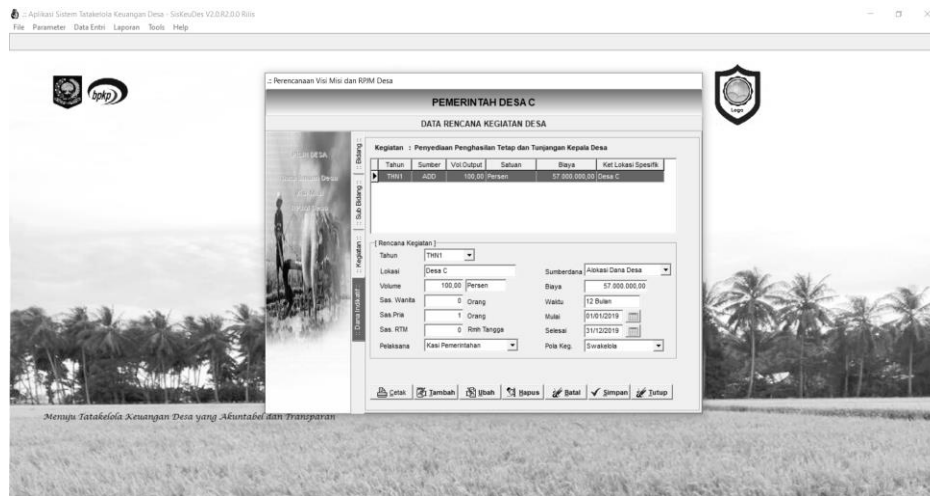 .:: Aplikasi Sistem Tatakelola Keuangan Desa - SisKeuDes V2.0.R2.0.0 Rilis
File Parameter Data Entri Laporan Tools Help
bpkp
Logo
.:: Perencanaan Visi Misi dan RPJM Desa
PEMERINTAH DESA C
DATA RENCANA KEGIATAN DESA
:: Bidang ::
:: Sub Bidang ::
:: Kegiatan ::
:: Dana Indikatif ::
Kegiatan : Penyediaan Penghasilan Tetap dan Tunjangan Kepala Desa
Tahun Sumber Vol.Output Satuan Biaya Ket Lokasi Spesifik
THN1 ADD 100,00 Persen 57.000.000,00 Desa C
[ Rencana Kegiatan ]
Tahun THN1
Lokasi Desa C Sumberdana Alokasi Dana Desa
Volume 100,00 Persen Biaya 57.000.000,00
Sas. Wanita 0 Orang Waktu 12 Bulan
Sas.Pria 1 Orang Mulai 01/01/2019
Sas. RTM 0 Rmh Tangga Selesai 31/12/2019
Pelaksana Kasi Pemerintahan Pola Keg. Swakelola
Cetak Tambah Ubah Hapus Batal Simpan Tutup
Menuju Tatakelola Keuangan Desa yang Akuntabel dan Transparan